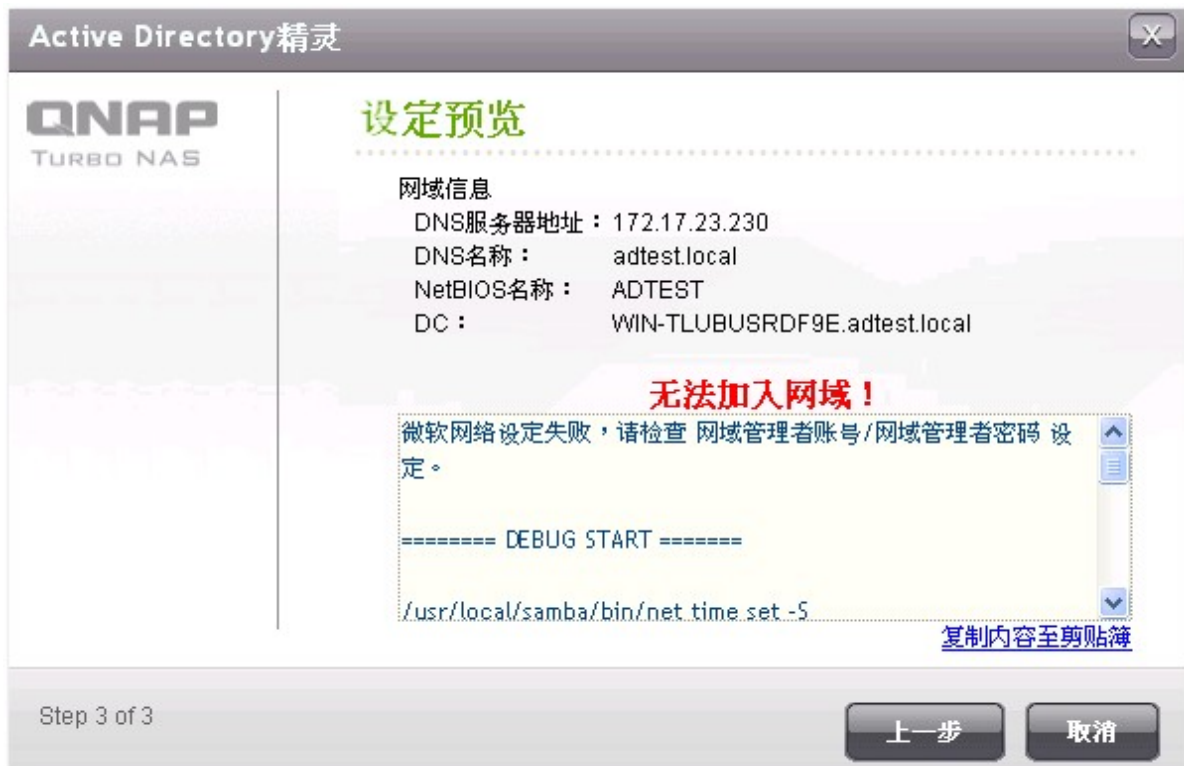 Active Directory精灵
X
QNAP
TURBO NAS
设定预览
网域信息
DNS服务器地址：172.17.23.230
DNS名称： adtest.local
NetBIOS名称： ADTEST
DC： WIN-TLUBUSRDF9E.adtest.local
无法加入网域！
微软网络设定失败，请检查 网域管理者账号/网域管理者密码 设
定。
======== DEBUG START =======
/usr/local/samba/bin/net time set -S
复制内容至剪贴簿
Step 3 of 3
上一步
取消